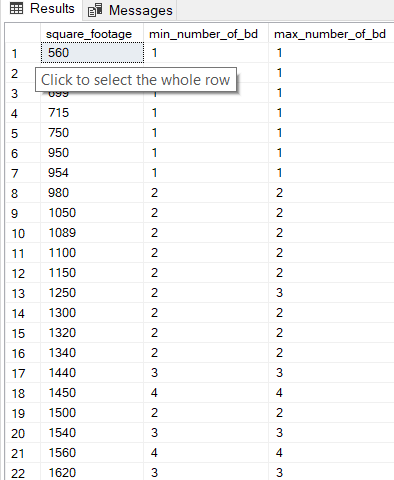 Results Messages
square_footage min_number_of_bd max_number_of_bd
1 560 1 1
2 1
Click to select the whole row
3 699 1 1
4 715 1 1
5 750 1 1
6 950 1 1
7 954 1 1
8 980 2 2
9 1050 2 2
10 1089 2 2
11 1100 2 2
12 1150 2 2
13 1250 2 3
14 1300 2 2
15 1320 2 2
16 1340 2 2
17 1440 3 3
18 1450 4 4
19 1500 2 2
20 1540 3 3
21 1560 4 4
22 1620 3 3